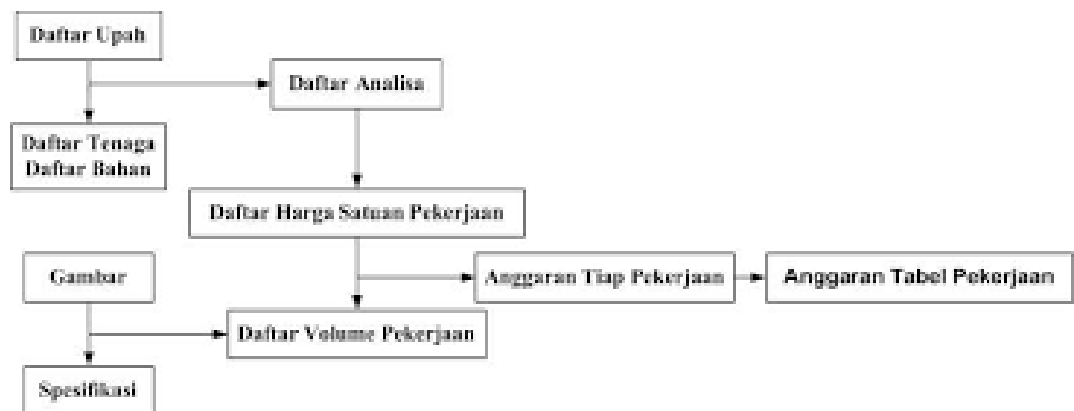 Daftar Upah
Daftar Analisa
Daftar Tenaga
Daftar Bahan
Daftar Harga Satuan Pekerjaan
Gambar
Anggaran Tiap Pekerjaan
Anggaran Tabel Pekerjaan
Daftar Volume Pekerjaan
Spesifikasi